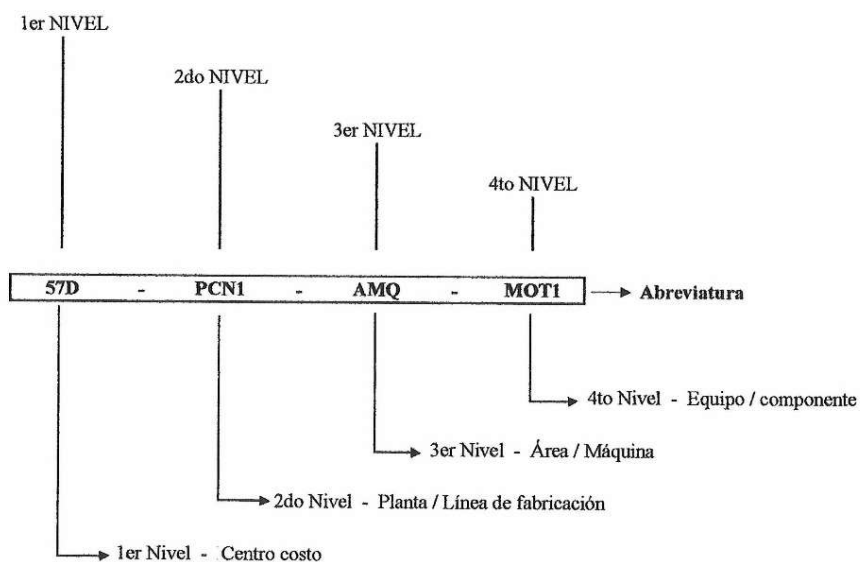 1er NIVEL
2do NIVEL
3er NIVEL
4to NIVEL
57D - PCN1 - AMQ - MOT1 Abreviatura
4to Nivel - Equipo / componente
3er Nivel - Área / Máquina
2do Nivel - Planta / Línea de fabricación
1er Nivel - Centro costo